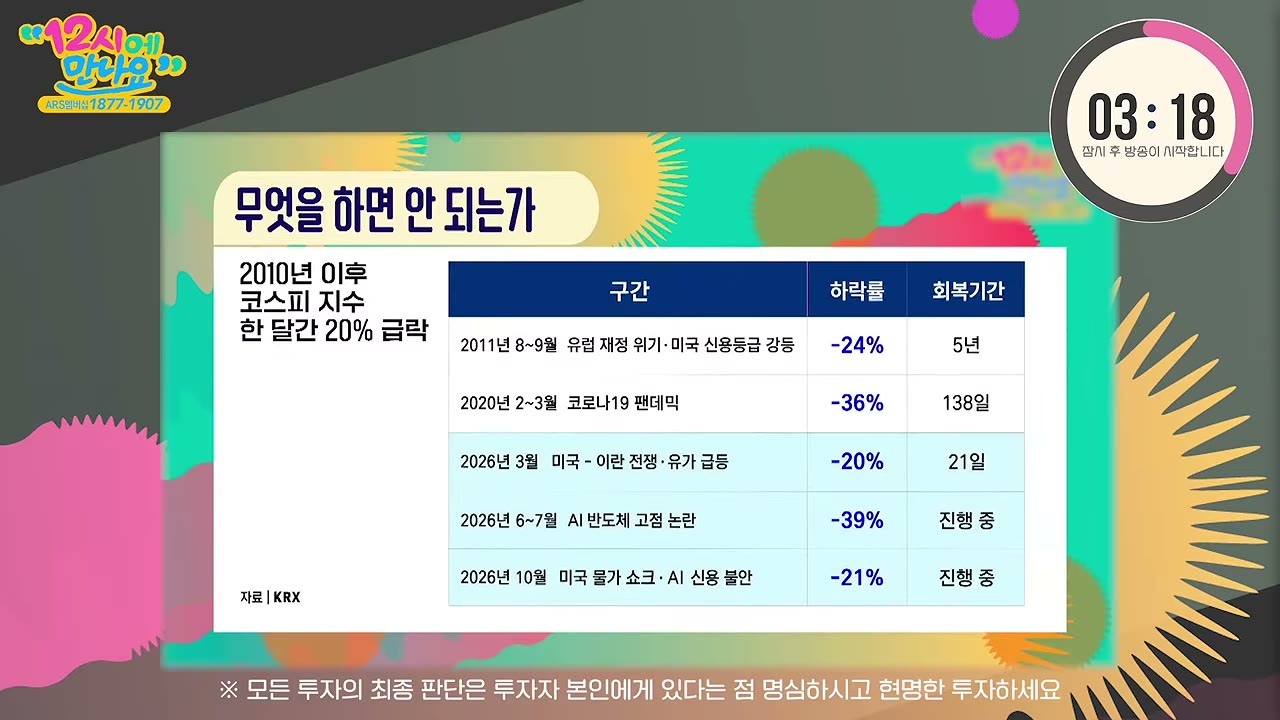 “12시에
만나요”
ARS멤버십 1877-1907
03:18
잠시 후 방송이 시작합니다
무엇을 하면 안 되는가
2010년 이후
코스피 지수
한 달간 20% 급락
구간 하락률 회복기간
2011년 8~9월 유럽 재정 위기·미국 신용등급 강등 -24% 5년
2020년 2~3월 코로나19 팬데믹 -36% 138일
2026년 3월 미국 - 이란 전쟁·유가 급등 -20% 21일
2026년 6~7월 AI 반도체 고점 논란 -39% 진행 중
2026년 10월 미국 물가 쇼크·AI 신용 불안 -21% 진행 중
자료 | KRX
※ 모든 투자의 최종 판단은 투자자 본인에게 있다는 점 명심하시고 현명한 투자하세요